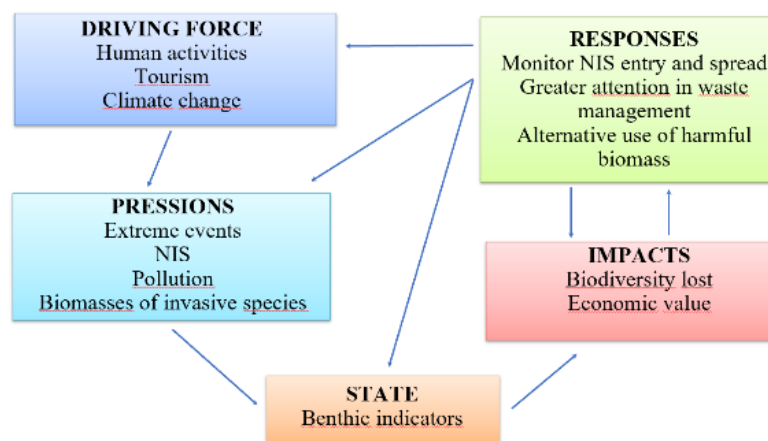 DRIVING FORCE
Human activities
Tourism
Climate change
RESPONSES
Monitor NIS entry and spread
Greater attention in waste
management
Alternative use of harmful
biomass
PRESSIONS
Extreme events
NIS
Pollution
Biomasses of invasive species
IMPACTS
Biodiversity lost
Economic value
STATE
Benthic indicators